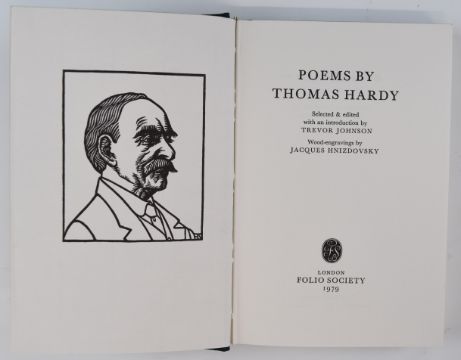 POEMS BY
THOMAS HARDY
Selected & edited
with an introduction by
TREVOR JOHNSON
Wood-engravings by
JACQUES HNIZDOVSKY
LONDON
FOLIO SOCIETY
1979